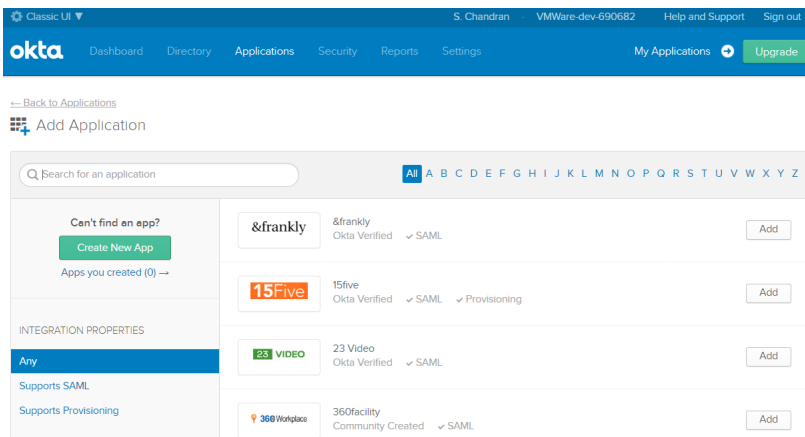 Classic UI ▼ S. Chandran - VMWare-dev-690682 Help and Support Sign out
okta Dashboard Directory Applications Security Reports Settings My Applications Upgrade
← Back to Applications
Add Application
Search for an application All A B C D E F G H I J K L M N O P Q R S T U V W X Y Z
Can't find an app?
Create New App
Apps you created (0) →
INTEGRATION PROPERTIES
Any
Supports SAML
Supports Provisioning
&frankly &frankly Add
Okta Verified ✓ SAML
15Five 15five Add
Okta Verified ✓ SAML ✓ Provisioning
23 VIDEO 23 Video Add
Okta Verified ✓ SAML
360 Workplace 360facility Add
Community Created ✓ SAML